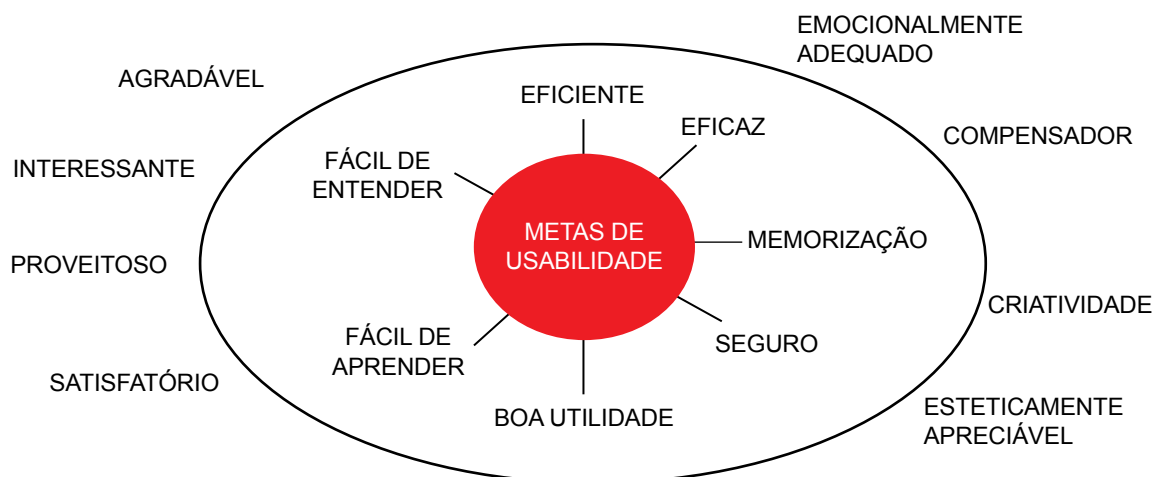 EMOCIONALMENTE
ADEQUADO
AGRADÁVEL
EFICIENTE
EFICAZ
COMPENSADOR
INTERESSANTE
FÁCIL DE
ENTENDER
METAS DE
USABILIDADE
MEMORIZAÇÃO
PROVEITOSO
CRIATIVIDADE
FÁCIL DE
APRENDER
SEGURO
SATISFATÓRIO
BOA UTILIDADE
ESTETICAMENTE
APRECIÁVEL